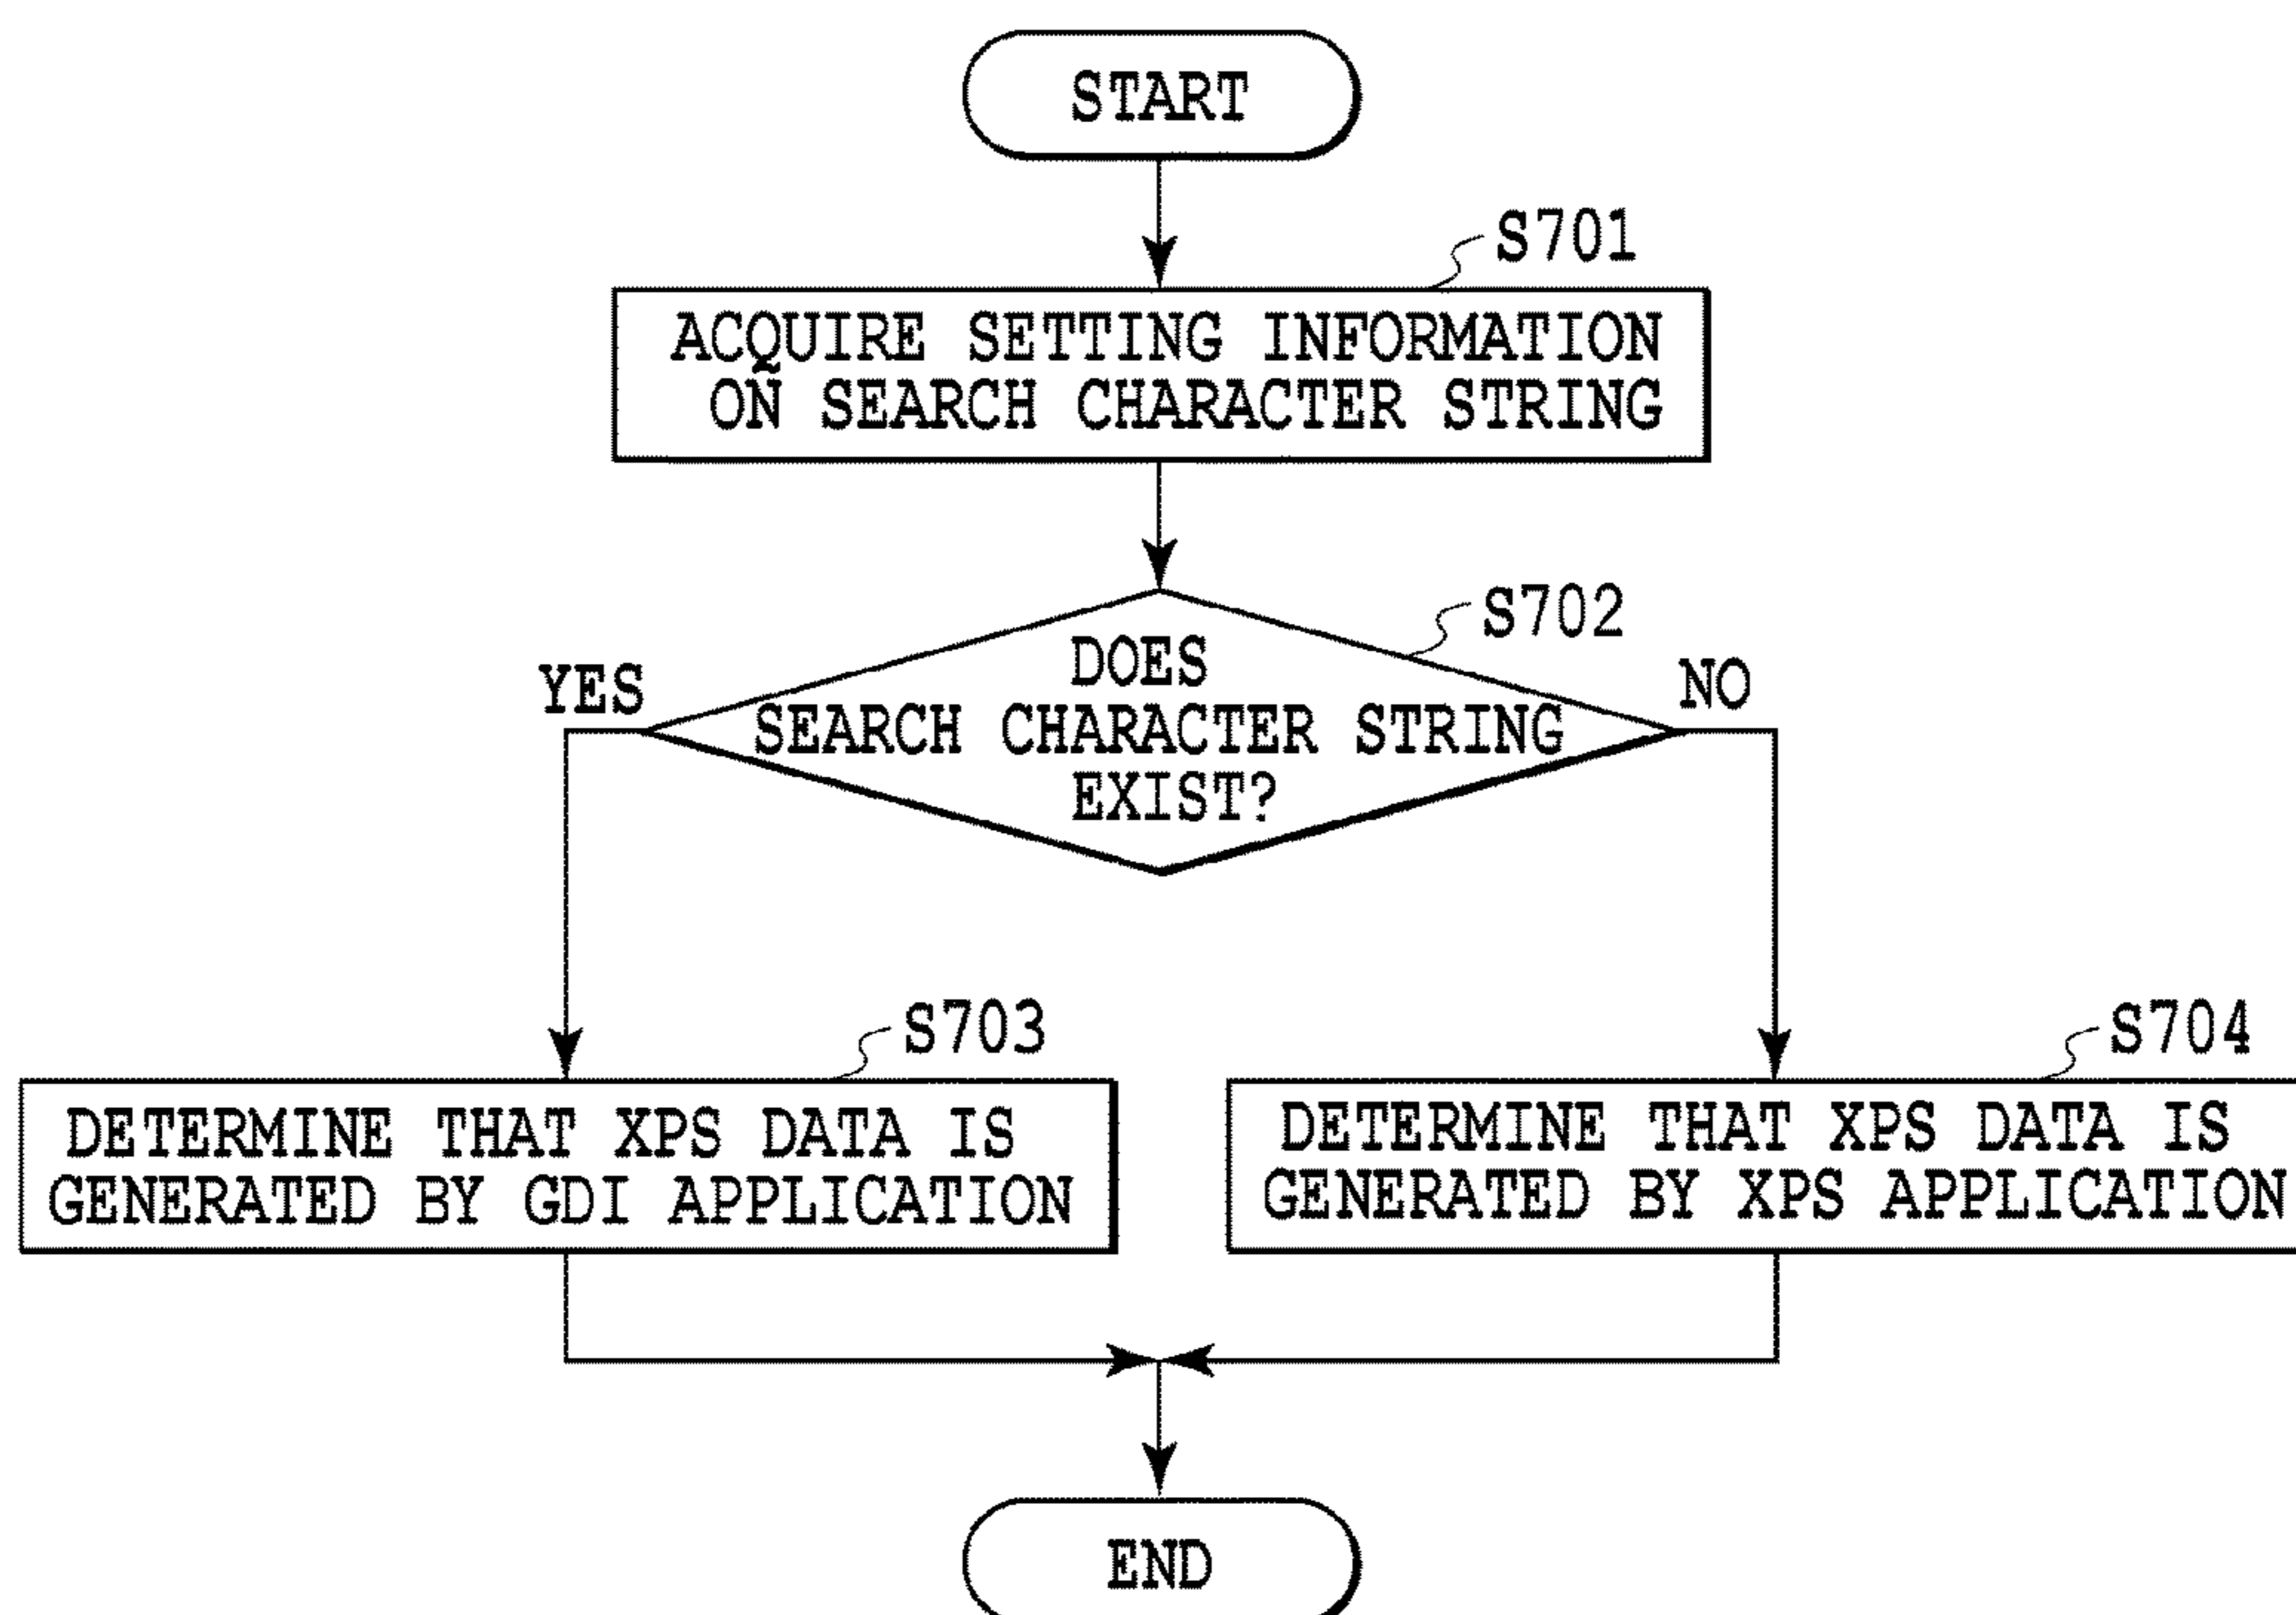 START
S701
ACQUIRE SETTING INFORMATION
ON SEARCH CHARACTER STRING
S702
YES
NO
DOES
SEARCH CHARACTER STRING
EXIST?
S703
DETERMINE THAT XPS DATA IS
GENERATED BY GDI APPLICATION
S704
DETERMINE THAT XPS DATA IS
GENERATED BY XPS APPLICATION
END